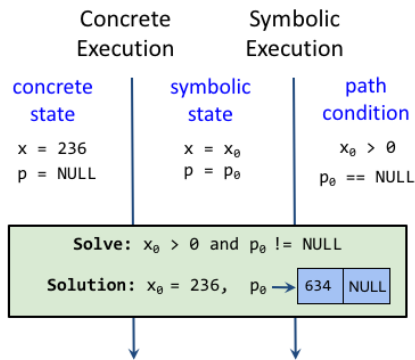 Concrete Execution
Symbolic Execution
concrete state
symbolic state
path condition
x = 236
p = NULL
x = x₀
p = p₀
x₀ > 0
p₀ == NULL
Solve: x₀ > 0 and p₀ != NULL
Solution: x₀ = 236, p₀ → 634 NULL